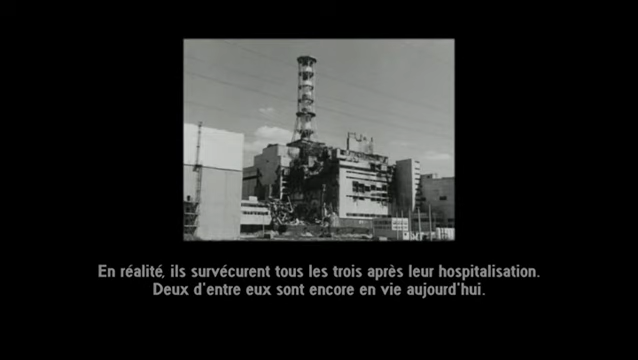 En réalité, ils survécurent tous les trois après leur hospitalisation.
Deux d'entre eux sont encore en vie aujourd'hui.